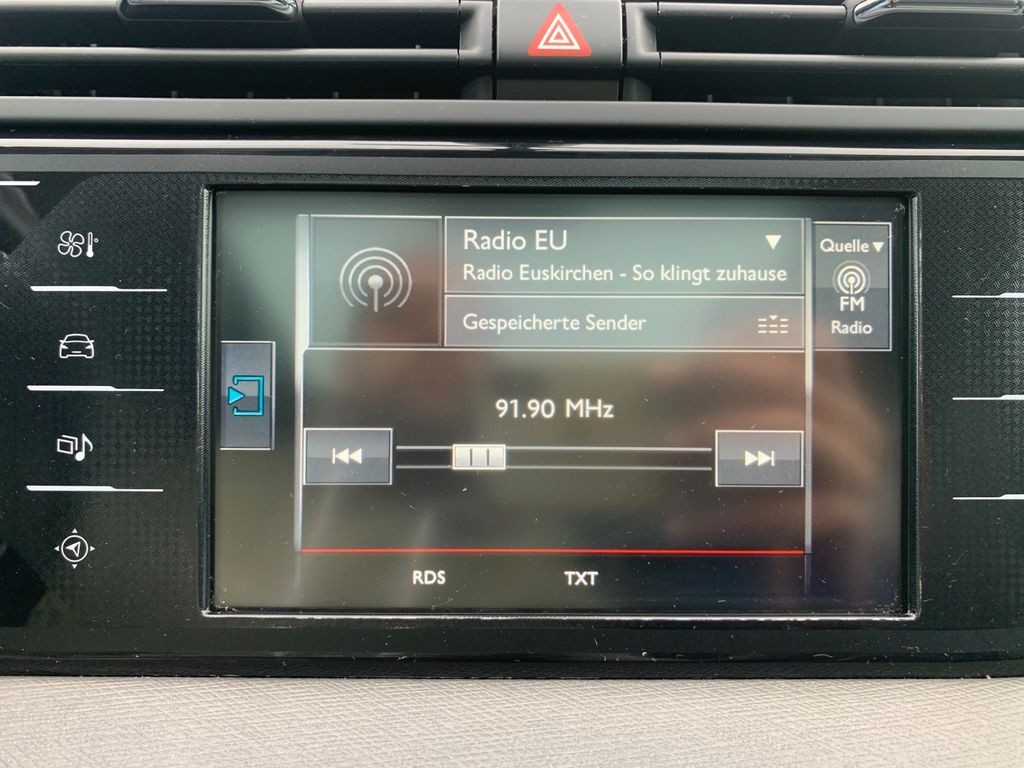 Radio EU
Radio Euskirchen - So klingt zuhause
Gespeicherte Sender
Quelle
FM
Radio
91.90 MHz
RDS
TXT